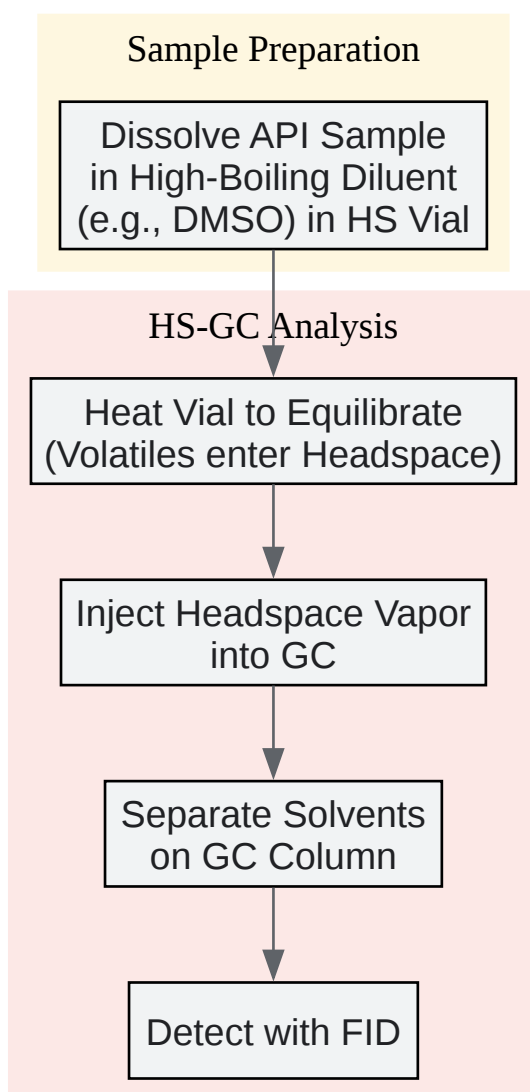 Sample Preparation
Dissolve API Sample
in High-Boiling Diluent
(e.g., DMSO) in HS Vial
HS-GC Analysis
Heat Vial to Equilibrate
(Volatiles enter Headspace)
Inject Headspace Vapor
into GC
Separate Solvents
on GC Column
Detect with FID